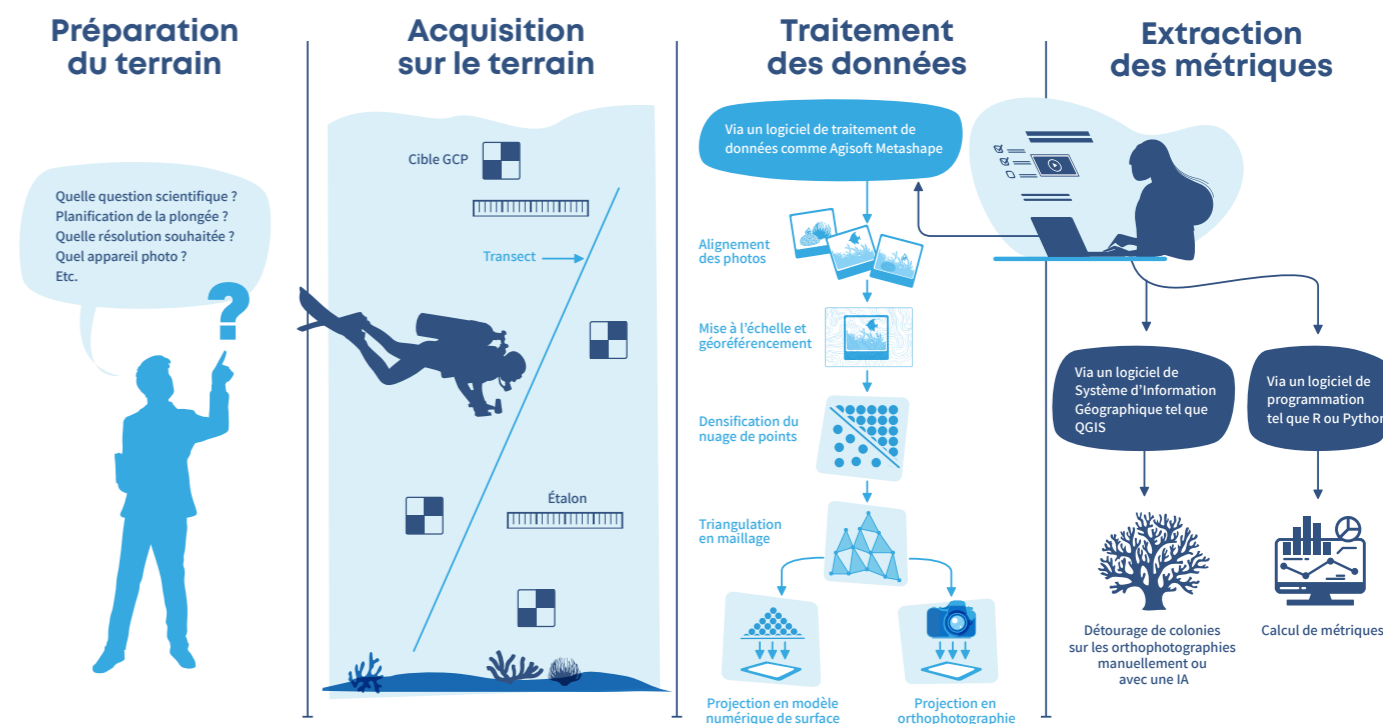 Préparation
du terrain
Quelle question scientifique ?
Planification de la plongée ?
Quelle résolution souhaitée ?
Quel appareil photo ?
Etc.
?
Acquisition
sur le terrain
Cible GCP
Transect
Étalon
Traitement
des données
Via un logiciel de traitement de
données comme Agisoft Metashape
Alignement
des photos
Mise à l'échelle et
géoréférencement
Densification du
nuage de points
Triangulation
en maillage
Projection en modèle
numérique de surface
Projection en
orthophotographie
Extraction
des métriques
Via un logiciel de
Système d'Information
Géographique tel que
QGIS
Via un logiciel de
programmation
tel que R ou Python
Détourage de colonies
sur les orthophotographies
manuellement ou
avec une IA
Calcul de métriques